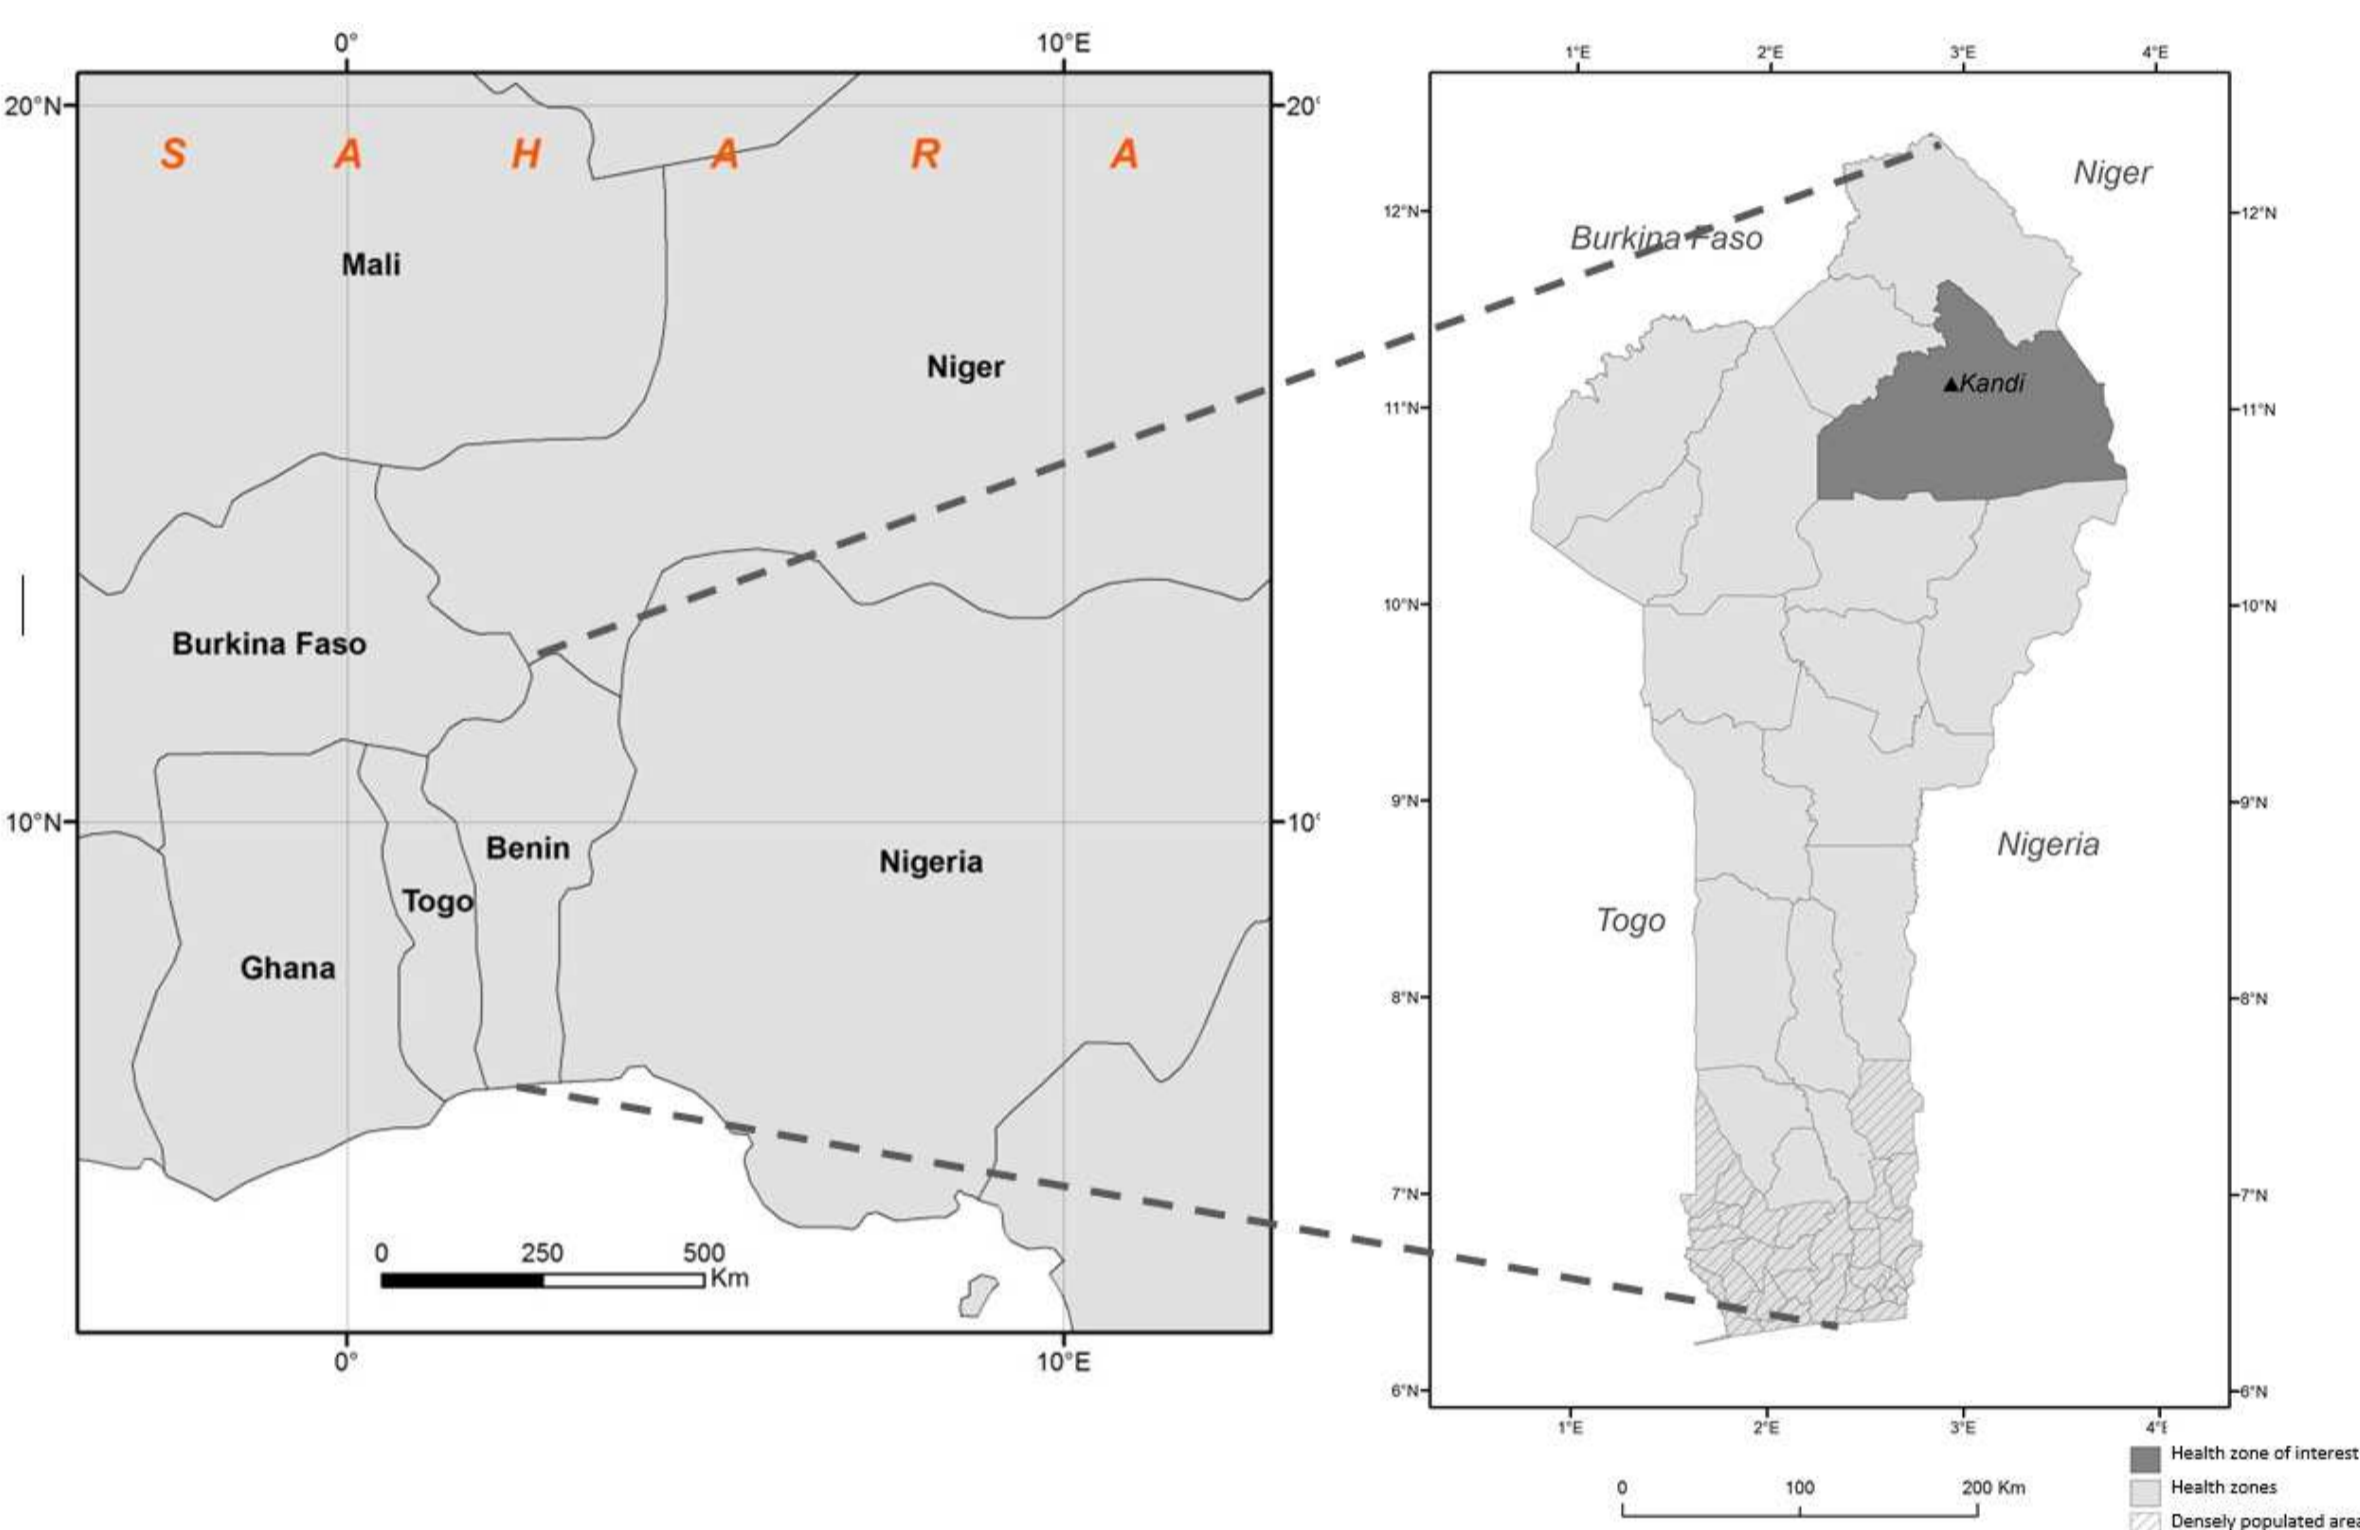 0°
10°E
20°N
20°
S A H A R A
Mali
Niger
Burkina Faso
10°N
10°
Benin
Nigeria
Togo
Ghana
0 250 500
Km
0°
10°E
1°E 2°E 3°E 4°E
Niger
12°N
12°N
Burkina Faso
Kandi
11°N
11°N
10°N
10°N
9°N
9°N
Nigeria
Togo
8°N
8°N
7°N
7°N
6°N
6°N
1°E 2°E 3°E 4°E
Health zone of interest
0 100 200 Km
Health zones
Densely populated area